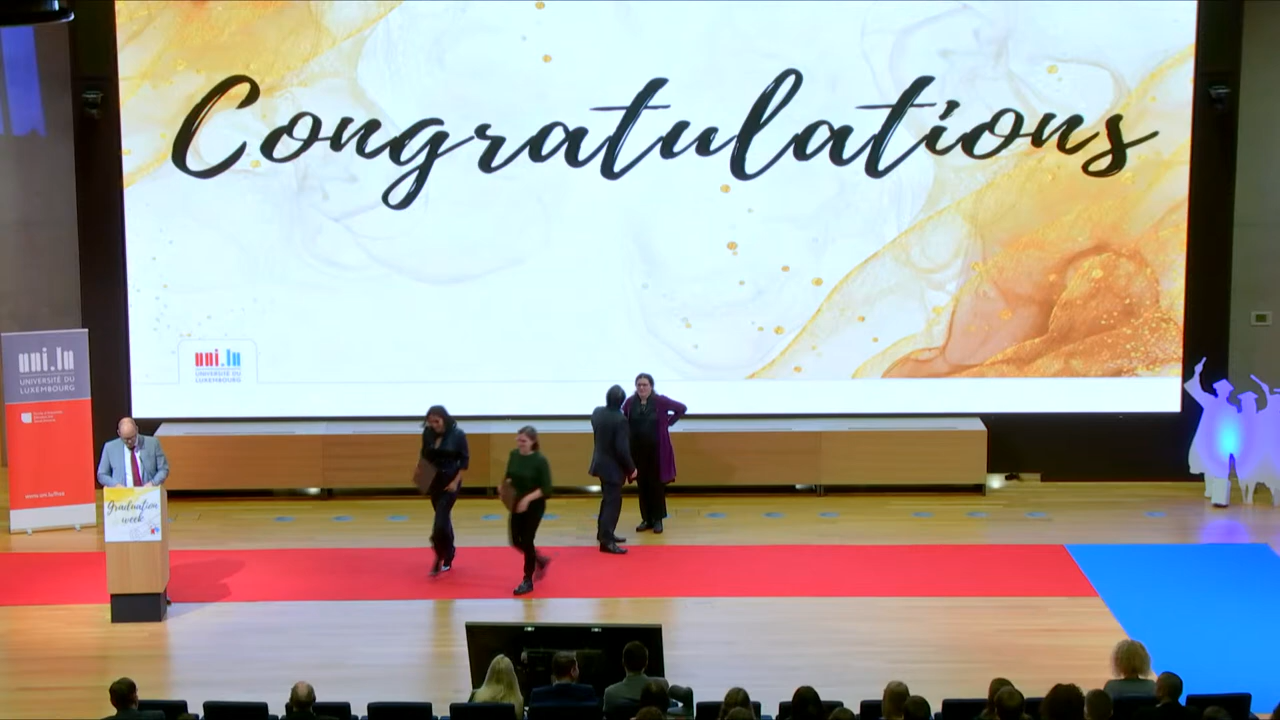 Congratulations
uni.lu
UNIVERSITÉ DU
LUXEMBOURG
uni.lu
UNIVERSITÉ DU
LUXEMBOURG
graduation
week